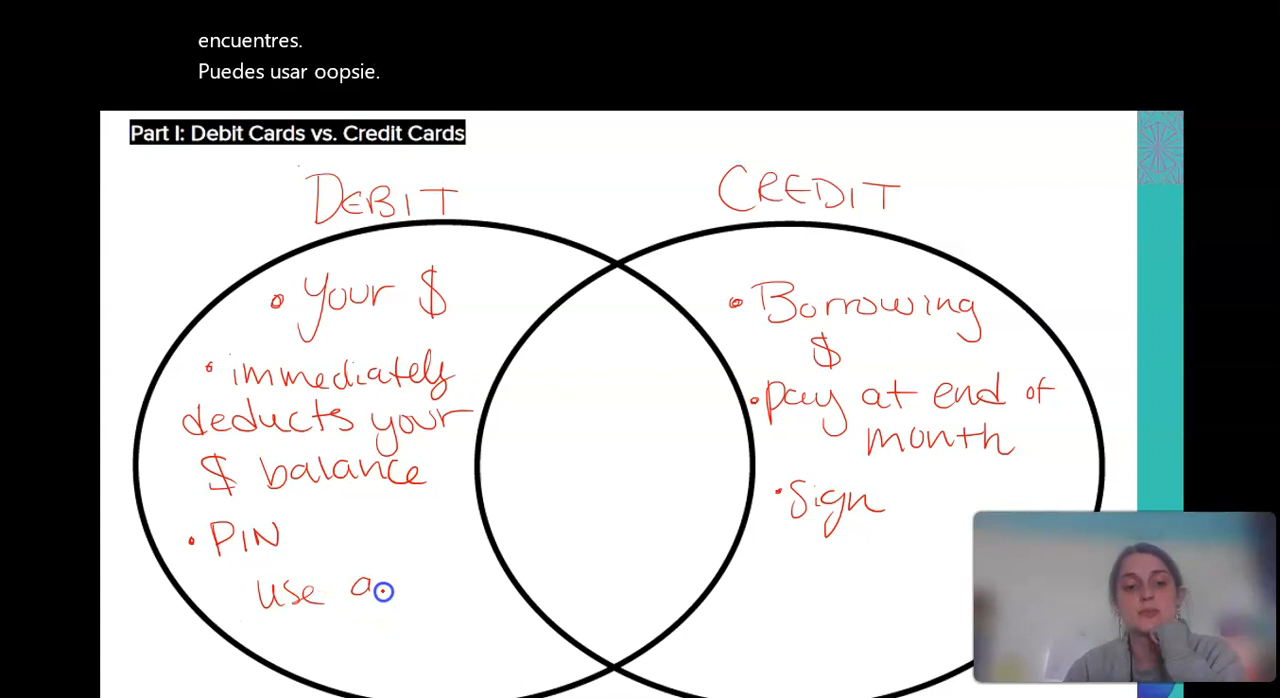 encuentres.
Puedes usar oopsie.
Part I: Debit Cards vs. Credit Cards
DEBIT
• Your $
• immediately
deducts your
$ balance
• PIN
use a
CREDIT
• Borrowing
$
• pay at end of
month
• Sign